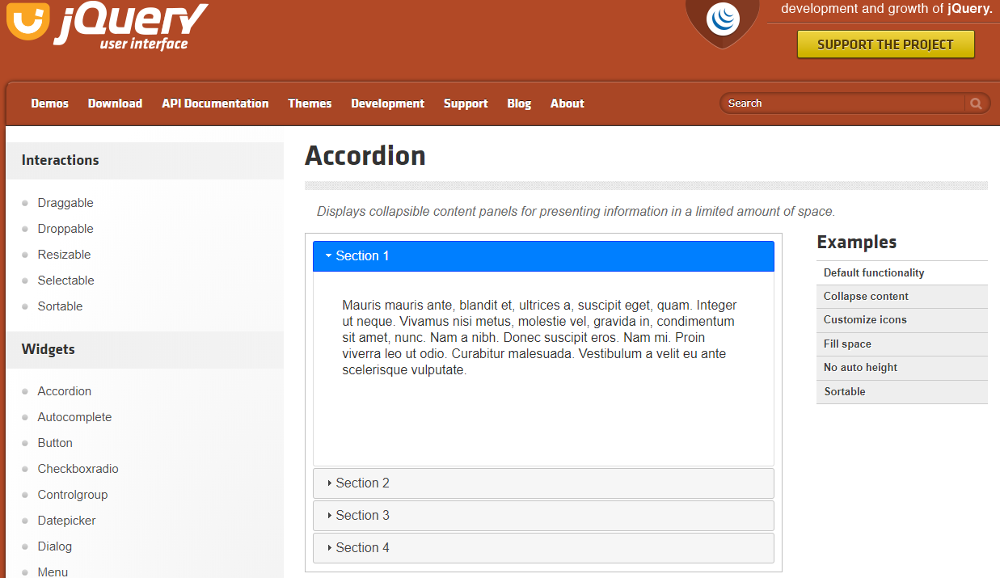 jQuery
user interface
development and growth of jQuery.
SUPPORT THE PROJECT
Demos Download API Documentation Themes Development Support Blog About Search
Interactions
Draggable
Droppable
Resizable
Selectable
Sortable
Widgets
Accordion
Autocomplete
Button
Checkboxradio
Controlgroup
Datepicker
Dialog
Menu
Accordion
Displays collapsible content panels for presenting information in a limited amount of space.
Section 1
Mauris mauris ante, blandit et, ultrices a, suscipit eget, quam. Integer
ut neque. Vivamus nisi metus, molestie vel, gravida in, condimentum
sit amet, nunc. Nam a nibh. Donec suscipit eros. Nam mi. Proin
viverra leo ut odio. Curabitur malesuada. Vestibulum a velit eu ante
scelerisque vulputate.
Section 2
Section 3
Section 4
Examples
Default functionality
Collapse content
Customize icons
Fill space
No auto height
Sortable